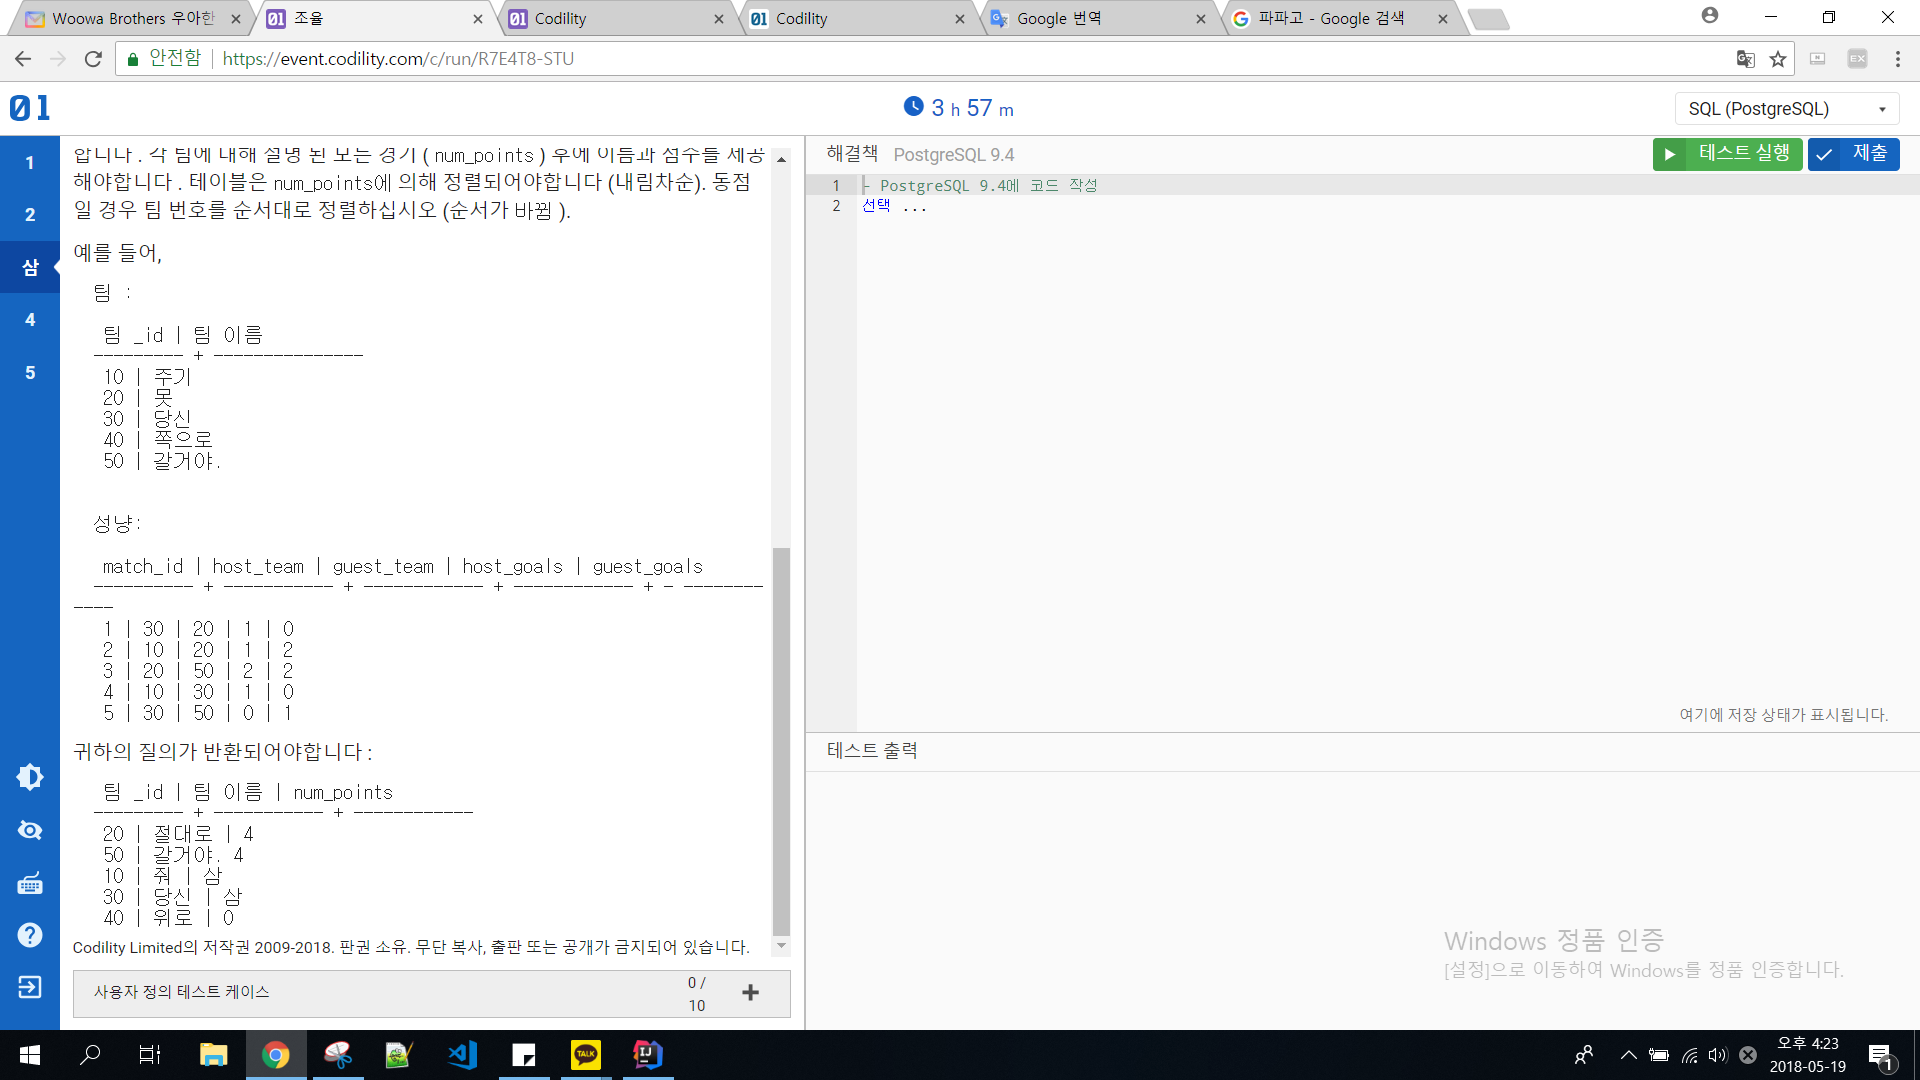 Woowa Brothers 우아한
조율
Codility
Codility
Google 번역
파파고 - Google 검색
안전함
https://event.codility.com/c/run/R7E4T8-STU
01
3 h 57 m
SQL (PostgreSQL)
1
2
삼
4
5
합니다 . 각 팀에 대해 설명 된 모든 경기 ( num_points ) 후에 이름과 점수를 제공
해야합니다 . 테이블은 num_points에 의해 정렬되어야합니다 (내림차순). 동점
일 경우 팀 번호를 순서대로 정렬하십시오 (순서가 바뀜 ).
예를 들어,
팀 :
팀 _id | 팀 이름
--------- + ---------------
10 | 주기
20 | 못
30 | 당신
40 | 쪽으로
50 | 갈거야.
성냥:
match_id | host_team | guest_team | host_goals | guest_goals
---------- + ----------- + ------------ + ------------ + - --------
----
1 | 30 | 20 | 1 | 0
2 | 10 | 20 | 1 | 2
3 | 20 | 50 | 2 | 2
4 | 10 | 30 | 1 | 0
5 | 30 | 50 | 0 | 1
귀하의 질의가 반환되어야합니다 :
팀 _id | 팀 이름 | num_points
--------- + ----------- + ------------
20 | 절대로 | 4
50 | 갈거야. 4
10 | 줘 | 삼
30 | 당신 | 삼
40 | 위로 | 0
Codility Limited의 저작권 2009-2018. 판권 소유. 무단 복사, 출판 또는 공개가 금지되어 있습니다.
사용자 정의 테스트 케이스
0 /
10
해결책 PostgreSQL 9.4
테스트 실행
제출
1 - PostgreSQL 9.4에 코드 작성
2 선택 ...
여기에 저장 상태가 표시됩니다.
테스트 출력
Windows 정품 인증
[설정]으로 이동하여 Windows를 정품 인증합니다.
TALK
IJ
오후 4:23
2018-05-19
1